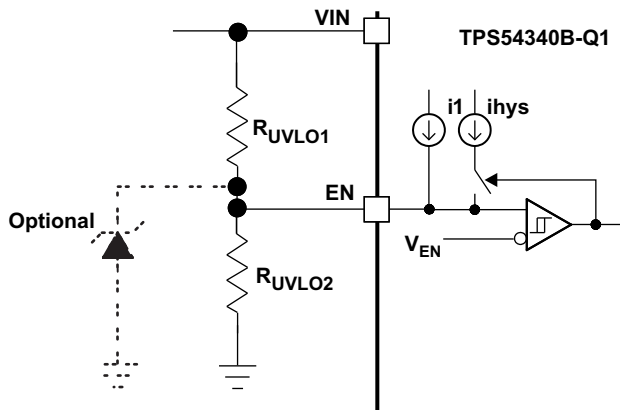 VIN
TPS54340B-Q1
i1 ihys
RUVLO1
EN
Optional
VEN
RUVLO2